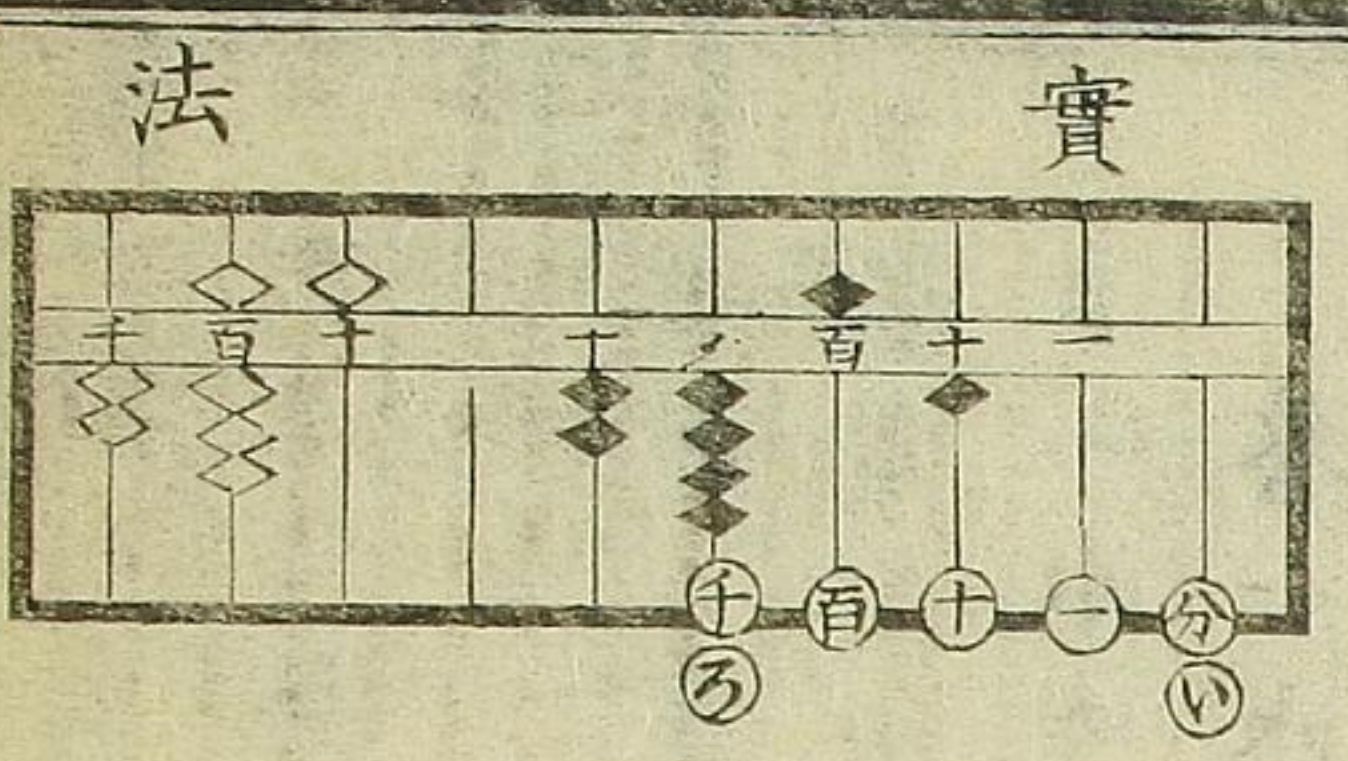 法 實
千 百 十 十 百 十 一
千 百 十 一 分
ろ い